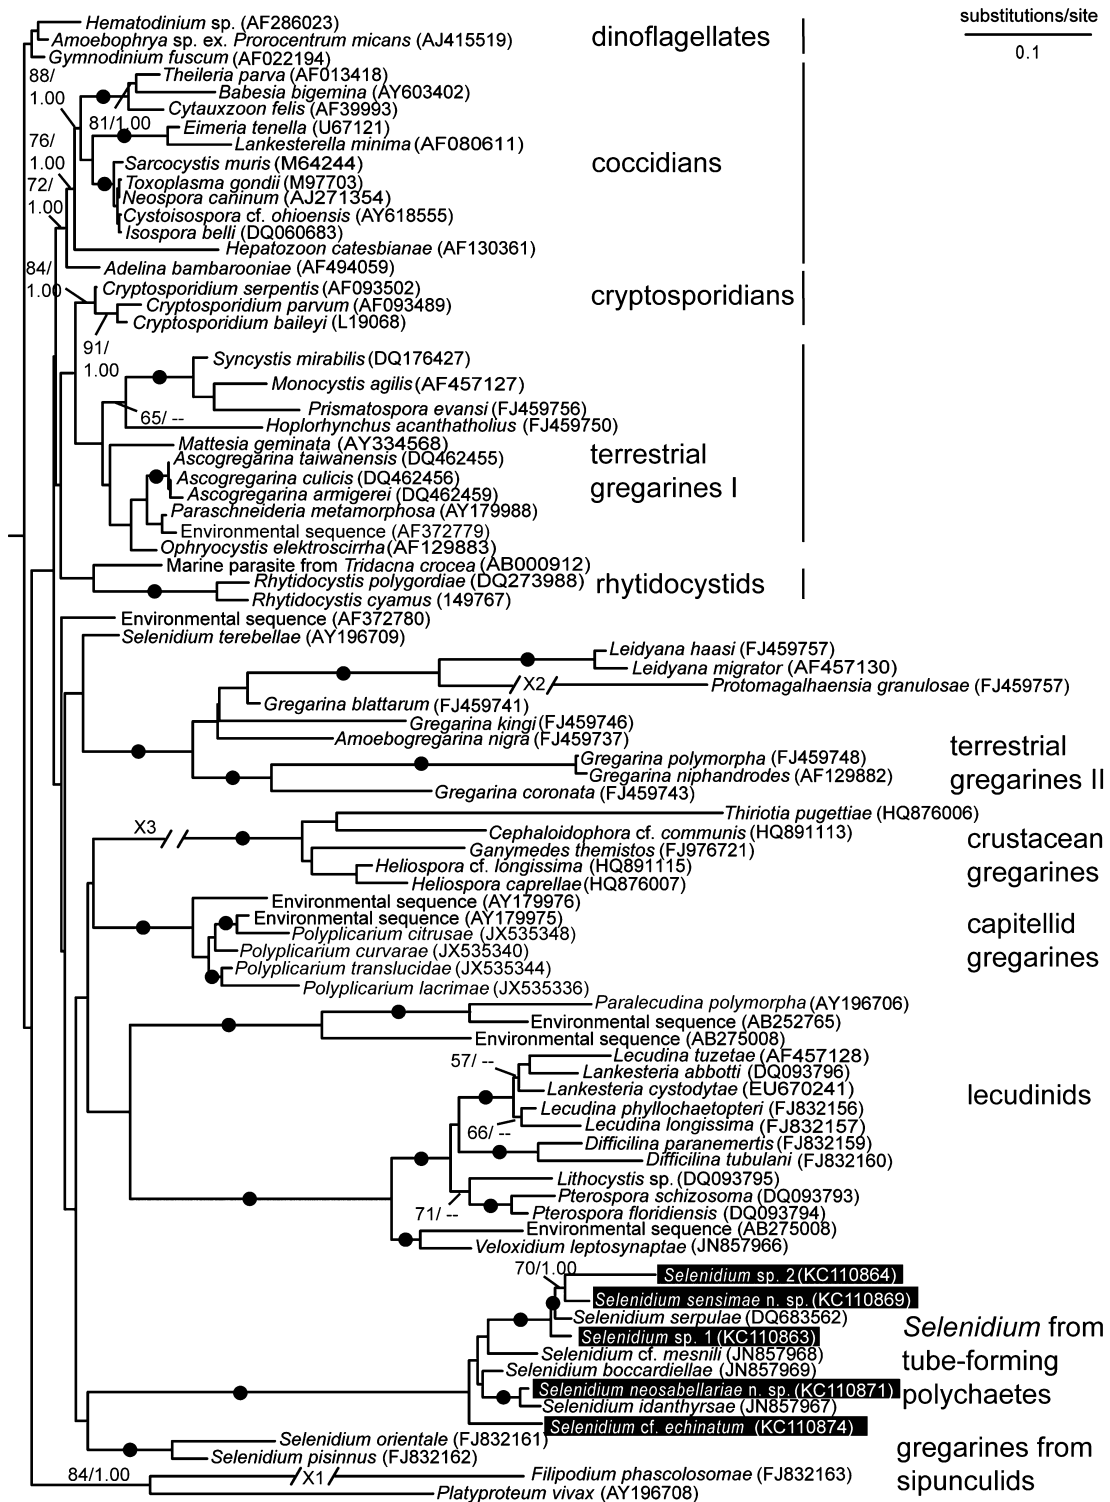 substitutions/site
0.1
Hematodinium sp. (AF286023)
Amoebophrya sp. ex. Prorocentrum micans (AJ415519)
Gymnodinium fuscum (AF022194)
dinoflagellates
88/
1.00
Theileria parva (AF013418)
Babesia bigemina (AY603402)
Cytauxzoon felis (AF39993)
81/1.00
Eimeria tenella (U67121)
Lankesterella minima (AF080611)
76/
1.00
Sarcocystis muris (M64244)
coccidians
72/
1.00
Toxoplasma gondii (M97703)
Neospora caninum (AJ271354)
Cystoisospora cf. ohioensis (AY618555)
Isospora belli (DQ060683)
Hepatozoon catesbianae (AF130361)
Adelina bambarooniae (AF494059)
84/
1.00
Cryptosporidium serpentis (AF093502)
Cryptosporidium parvum (AF093489)
Cryptosporidium baileyi (L19068)
cryptosporidians
91/
1.00
Syncystis mirabilis (DQ176427)
Monocystis agilis (AF457127)
Prismatospora evansi (FJ459756)
65/ --
Hoplorhynchus acanthatholius (FJ459750)
Mattesia geminata (AY334568)
Ascogregarina taiwanensis (DQ462455)
Ascogregarina culicis (DQ462456)
Ascogregarina armigerei (DQ462459)
Paraschneideria metamorphosa (AY179988)
Environmental sequence (AF372779)
Ophryocystis elektroscirrha (AF129883)
terrestrial
gregarines I
Marine parasite from Tridacna crocea (AB000912)
Rhytidocystis polygordiae (DQ273988)
Rhytidocystis cyamus (149767)
rhytidocystids
Environmental sequence (AF372780)
Selenidium terebellae (AY196709)
Leidyana haasi (FJ459757)
Leidyana migrator (AF457130)
X2
Protomagalhaensia granulosae (FJ459757)
Gregarina blattarum (FJ459741)
Gregarina kingi (FJ459746)
Amoebogregarina nigra (FJ459737)
Gregarina polymorpha (FJ459748)
Gregarina niphandrodes (AF129882)
Gregarina coronata (FJ459743)
terrestrial
gregarines II
X3
Thiriotia pugettiae (HQ876006)
Cephaloidophora cf. communis (HQ891113)
Ganymedes themistos (FJ976721)
Heliospora cf. longissima (HQ891115)
Heliospora caprellae (HQ876007)
crustacean
gregarines
Environmental sequence (AY179976)
Environmental sequence (AY179975)
Polyplicarium citrusae (JX535348)
Polyplicarium curvarae (JX535340)
Polyplicarium translucidae (JX535344)
Polyplicarium lacrimae (JX535336)
capitellid
gregarines
Paralecudina polymorpha (AY196706)
Environmental sequence (AB252765)
Environmental sequence (AB275008)
57/ --
Lecudina tuzetae (AF457128)
Lankesteria abbotti (DQ093796)
Lankesteria cystodytae (EU670241)
Lecudina phyllochaetopteri (FJ832156)
Lecudina longissima (FJ832157)
66/ --
Difficilina paranemertis (FJ832159)
Difficilina tubulani (FJ832160)
Lithocystis sp. (DQ093795)
Pterospora schizosoma (DQ093793)
Pterospora floridiensis (DQ093794)
71/ --
Environmental sequence (AB275008)
Veloxidium leptosynaptae (JN857966)
lecudinids
70/1.00
Selenidium sp. 2 (KC110864)
Selenidium sensimae n. sp. (KC110869)
Selenidium serpulae (DQ683562)
Selenidium sp. 1 (KC110863)
Selenidium cf. mesnili (JN857968)
Selenidium boccardiellae (JN857969)
Selenidium neosabellariae n. sp. (KC110871)
Selenidium idanthyrsae (JN857967)
Selenidium cf. echinatum (KC110874)
Selenidium from
tube-forming
polychaetes
Selenidium orientale (FJ832161)
Selenidium pisinnus (FJ832162)
gregarines from
sipunculids
84/1.00
X1
Filipodium phascolosomae (FJ832163)
Platyproteum vivax (AY196708)